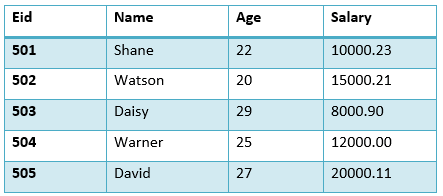 Eid Name Age Salary
501 Shane 22 10000.23
502 Watson 20 15000.21
503 Daisy 29 8000.90
504 Warner 25 12000.00
505 David 27 20000.11